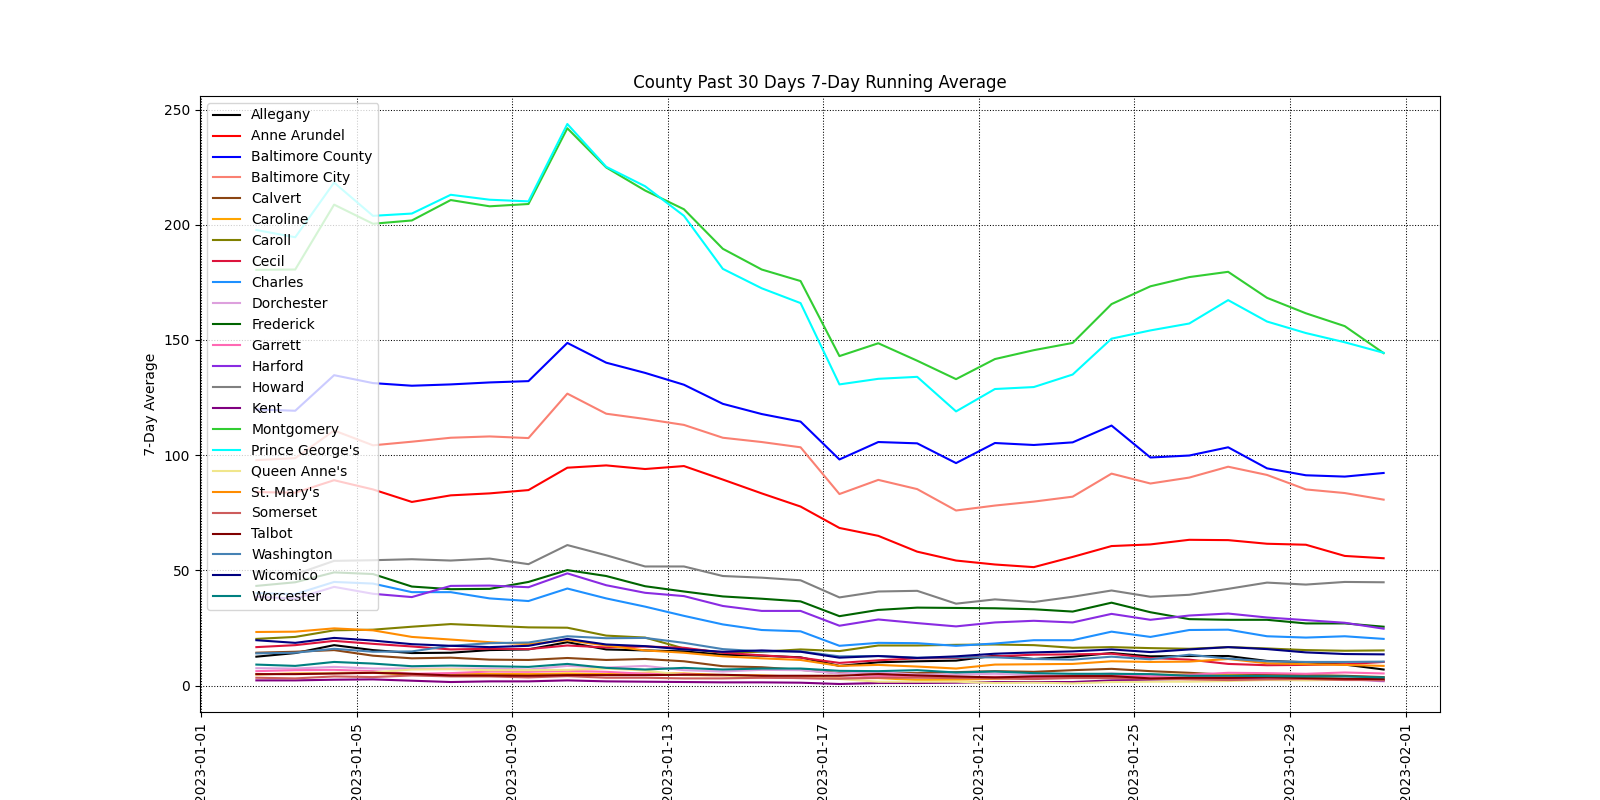 County Past 30 Days 7-Day Running Average
250
200
150
100
50
0
7-Day Average
Allegany
Anne Arundel
Baltimore County
Baltimore City
Calvert
Caroline
Caroll
Cecil
Charles
Dorchester
Frederick
Garrett
Harford
Howard
Kent
Montgomery
Prince George's
Queen Anne's
St. Mary's
Somerset
Talbot
Washington
Wicomico
Worcester
2023-01-01
2023-01-05
2023-01-09
2023-01-13
2023-01-17
2023-01-21
2023-01-25
2023-01-29
2023-02-01